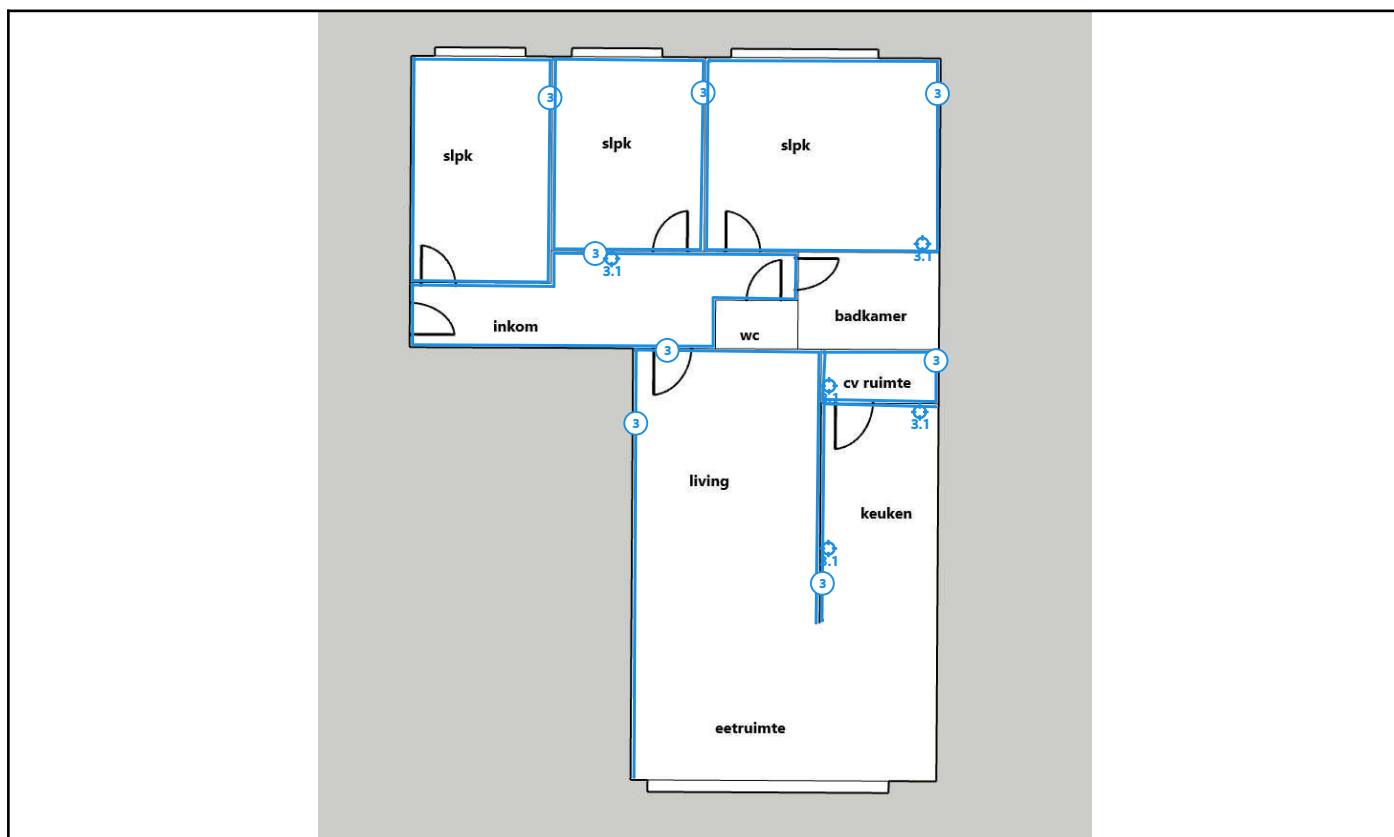 3
3
3
slpk
slpk
slpk
3
3.1
3.1
inkom
badkamer
wc
3
3
cv ruimte
3.1
3
living
keuken
3
eetruimte